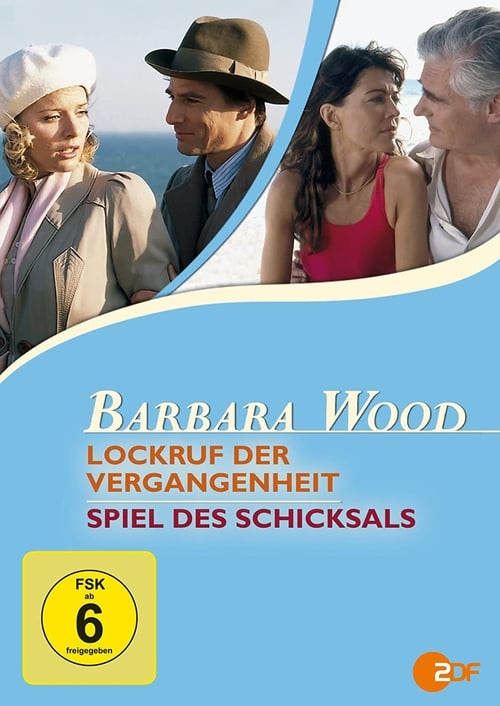 BARBARA WOOD
LOCKRUF DER
VERGANGENHEIT
SPIEL DES SCHICKSALS
FSK
ab
6
freigegeben
2DF